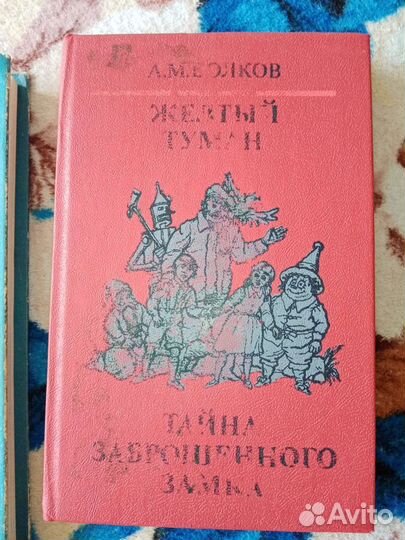 А.М.ВОЛКОВ
ЖЕЛТЫЙ
ТУМАН
ТАЙНА
ЗАБРОШЕННОГО
ЗАМКА
Avito